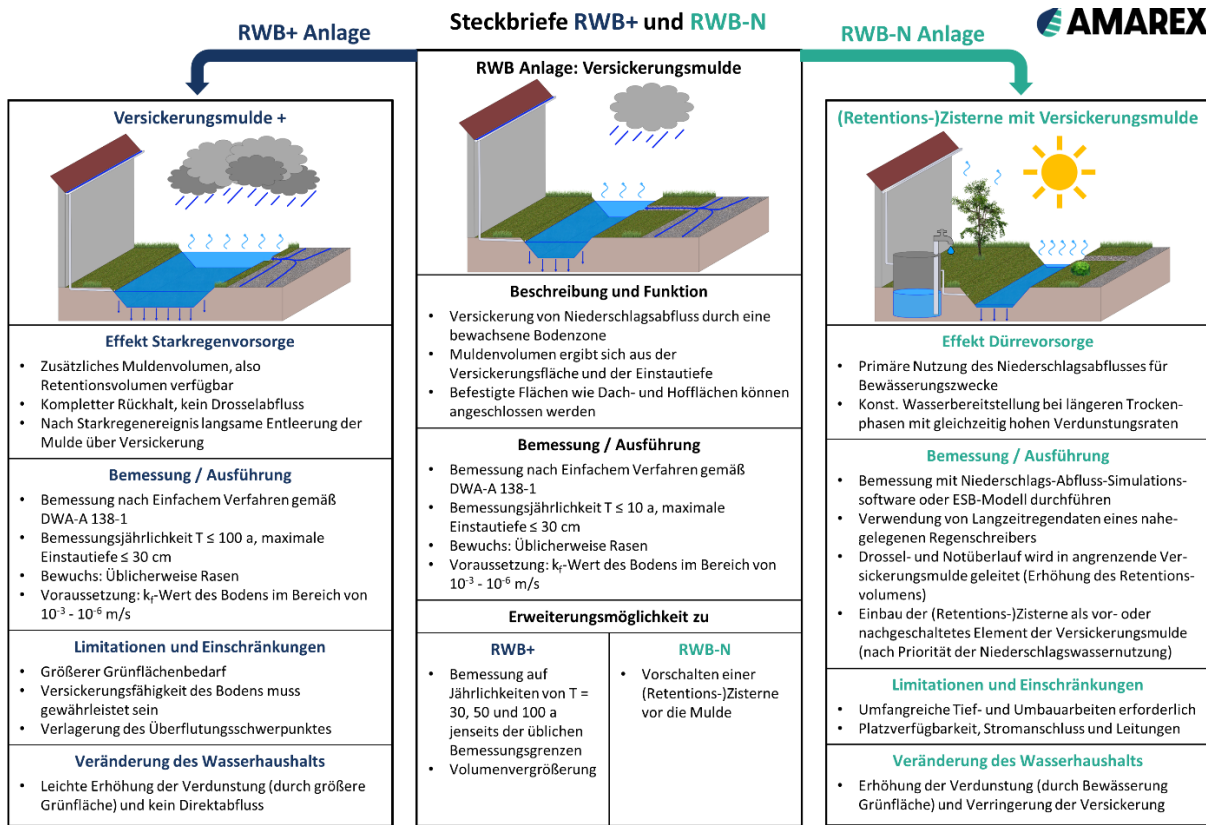 Steckbriefe RWB+ und RWB-N
AMAREX
RWB+ Anlage
RWB-N Anlage
Versickerungsmulde +
Effekt Starkregenvorsorge
• Zusätzliches Muldenvolumen, also
Retentionsvolumen verfügbar
• Kompletter Rückhalt, kein Drosselabfluss
• Nach Starkregenereignis langsame Entleerung der
Mulde über Versickerung
Bemessung / Ausführung
• Bemessung nach Einfachem Verfahren gemäß
DWA-A 138-1
• Bemessungsjährlichkeit T ≤ 100 a, maximale
Einstautiefe ≤ 30 cm
• Bewuchs: Üblicherweise Rasen
• Voraussetzung: kf-Wert des Bodens im Bereich von
10⁻³ - 10⁻⁶ m/s
Limitationen und Einschränkungen
• Größerer Grünflächenbedarf
• Versickerungsfähigkeit des Bodens muss
gewährleistet sein
• Verlagerung des Überflutungsschwerpunktes
Veränderung des Wasserhaushalts
• Leichte Erhöhung der Verdunstung (durch größere
Grünfläche) und kein Direktabfluss
RWB Anlage: Versickerungsmulde
Beschreibung und Funktion
• Versickerung von Niederschlagsabfluss durch eine
bewachsene Bodenzone
• Muldenvolumen ergibt sich aus der
Versickerungsfläche und der Einstautiefe
• Befestigte Flächen wie Dach- und Hofflächen können
angeschlossen werden
Bemessung / Ausführung
• Bemessung nach Einfachem Verfahren gemäß
DWA-A 138-1
• Bemessungsjährlichkeit T ≤ 10 a, maximale
Einstautiefe ≤ 30 cm
• Bewuchs: Üblicherweise Rasen
• Voraussetzung: kf-Wert des Bodens im Bereich von
10⁻³ - 10⁻⁶ m/s
Erweiterungsmöglichkeit zu
RWB+
• Bemessung auf
Jährlichkeiten von T =
30, 50 und 100 a
jenseits der üblichen
Bemessungsgrenzen
• Volumenvergrößerung
RWB-N
• Vorschalten einer
(Retentions-)Zisterne
vor die Mulde
(Retentions-)Zisterne mit Versickerungsmulde
Effekt Dürrevorsorge
• Primäre Nutzung des Niederschlagsabflusses für
Bewässerungszwecke
• Konst. Wasserbereitstellung bei längeren Trocken-
phasen mit gleichzeitig hohen Verdunstungsraten
Bemessung / Ausführung
• Bemessung mit Niederschlags-Abfluss-Simulations-
software oder ESB-Modell durchführen
• Verwendung von Langzeitregendaten eines nahe-
gelegenen Regenschreibers
• Drossel- und Notüberlauf wird in angrenzende Ver-
sickerungsmulde geleitet (Erhöhung des Retentions-
volumens)
• Einbau der (Retentions-)Zisterne als vor- oder
nachgeschaltetes Element der Versickerungsmulde
(nach Priorität der Niederschlagswassernutzung)
Limitationen und Einschränkungen
• Umfangreiche Tief- und Umbauarbeiten erforderlich
• Platzverfügbarkeit, Stromanschluss und Leitungen
Veränderung des Wasserhaushalts
• Erhöhung der Verdunstung (durch Bewässerung
Grünfläche) und Verringerung der Versickerung